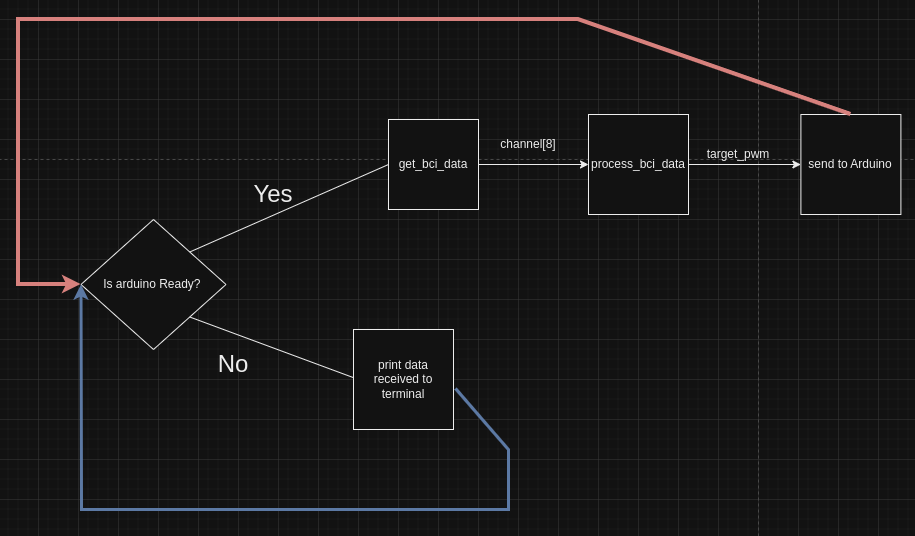 channel[8]
get_bci_data
process_bci_data
target_pwm
send to Arduino
Yes
Is arduino Ready?
No
print data
received to
terminal